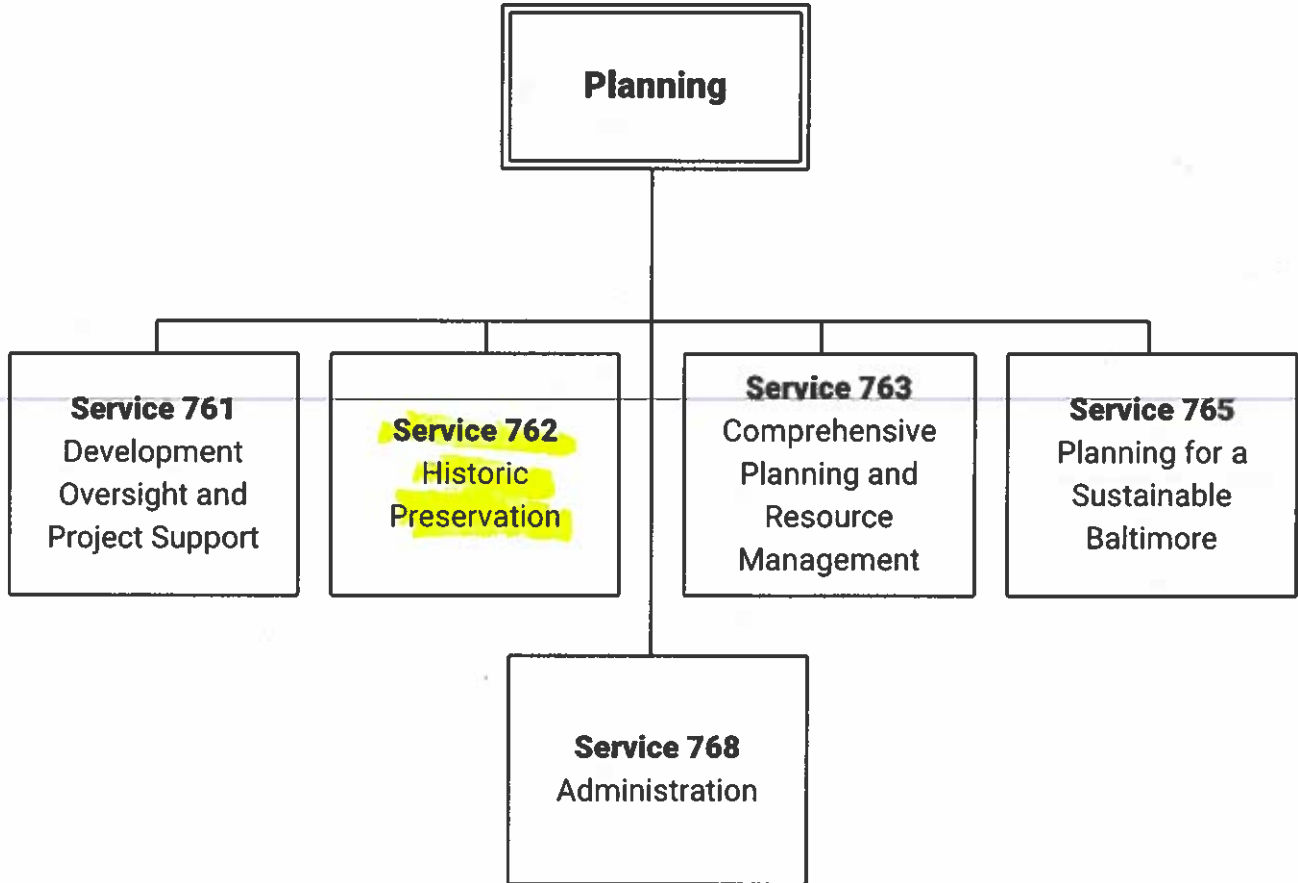 Planning
Service 761
Development
Oversight and
Project Support
Service 762
Historic
Preservation
Service 763
Comprehensive
Planning and
Resource
Management
Service 765
Planning for a
Sustainable
Baltimore
Service 768
Administration